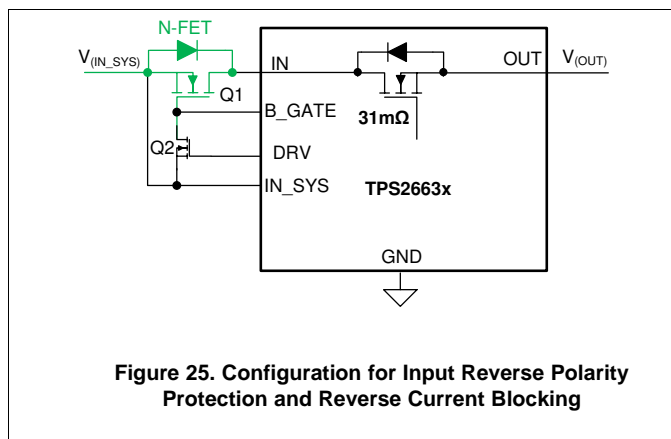 N-FET
V(IN_SYS)
IN
OUT
V(OUT)
Q1
B_GATE
31mΩ
Q2
DRV
IN_SYS
TPS2663x
GND
Figure 25. Configuration for Input Reverse Polarity
Protection and Reverse Current Blocking